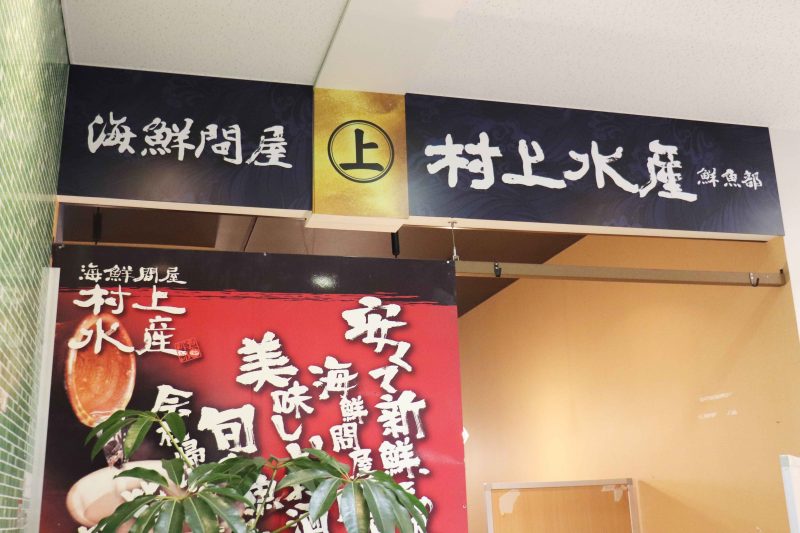 海鮮問屋
上
村上水産 鮮魚部
海鮮問屋
村上
水産
安くて新鮮
海鮮問屋
美味し
旬